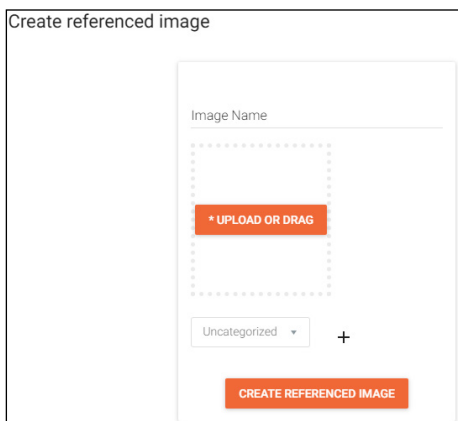 Create referenced image
Image Name
* UPLOAD OR DRAG
Uncategorized
+
CREATE REFERENCED IMAGE